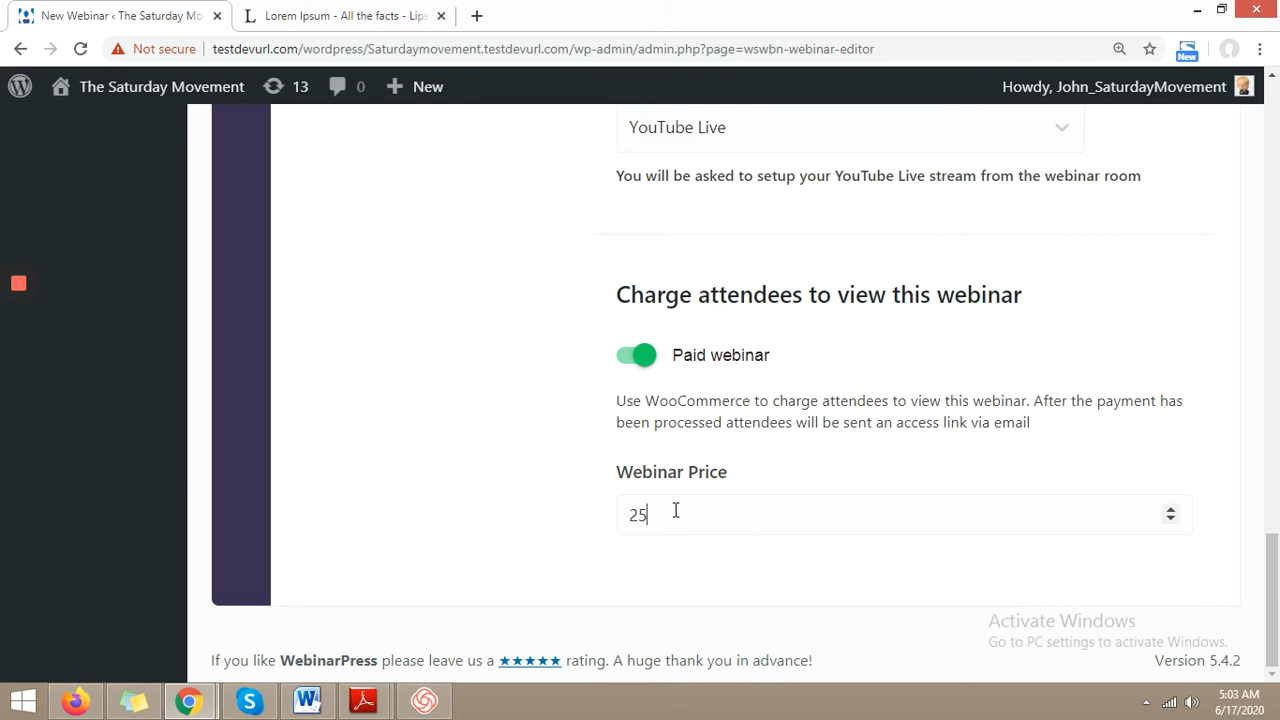 New Webinar ‹ The Saturday Mo
Lorem Ipsum - All the facts - Lips
Not secure
testdevurl.com/wordpress/Saturdaymovement.testdevurl.com/wp-admin/admin.php?page=wswbn-webinar-editor
New
The Saturday Movement
13
0
New
Howdy, John_SaturdayMovement
YouTube Live
You will be asked to setup your YouTube Live stream from the webinar room
Charge attendees to view this webinar
Paid webinar
Use WooCommerce to charge attendees to view this webinar. After the payment has
been processed attendees will be sent an access link via email
Webinar Price
25
Activate Windows
Go to PC settings to activate Windows.
If you like WebinarPress please leave us a ★★★★★ rating. A huge thank you in advance!
Version 5.4.2
5:03 AM
6/17/2020